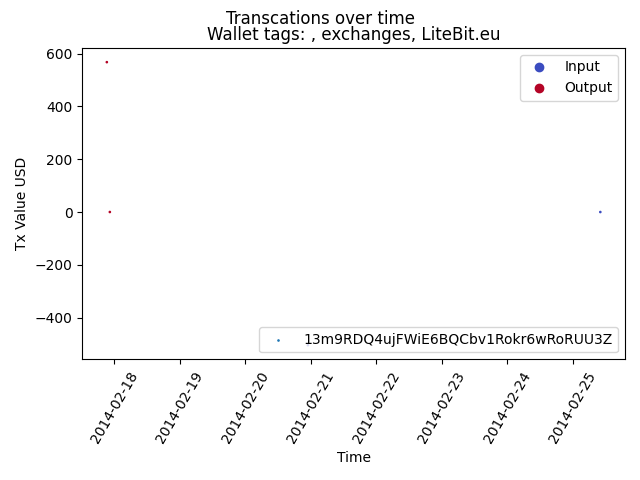 Transcations over time
Wallet tags: , exchanges, LiteBit.eu
600
400
200
0
−200
−400
Tx Value USD
Input
Output
13m9RDQ4ujFWiE6BQCbv1Rokr6wRoRUU3Z
2014-02-18
2014-02-19
2014-02-20
2014-02-21
2014-02-22
2014-02-23
2014-02-24
2014-02-25
Time